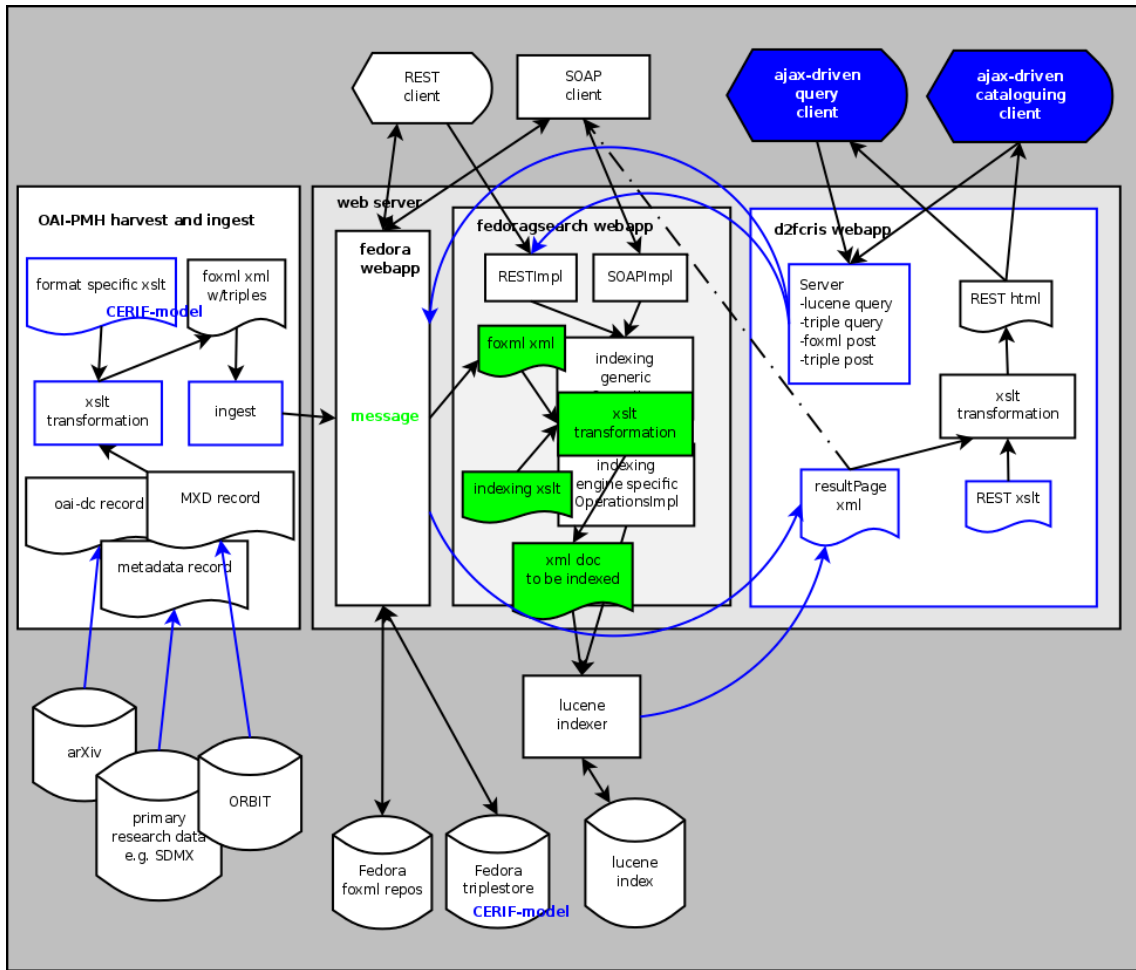 REST
client
SOAP
client
ajax-driven
query
client
ajax-driven
cataloguing
client
OAI-PMH harvest and ingest
format specific xslt
CERIF-model
foxml xml
w/triples
xslt
transformation
ingest
oai-dc record
MXD record
metadata record
arXiv
primary
research data
e.g. SDMX
ORBIT
web server
fedora
webapp
message
fedoragsearch webapp
RESTImpl
SOAPImpl
foxml xml
indexing
generic
xslt
transformation
indexing
engine specific
OperationsImpl
indexing xslt
xml doc
to be indexed
d2fcris webapp
Server
-lucene query
-triple query
-foxml post
-triple post
REST html
xslt
transformation
resultPage
xml
REST xslt
lucene
indexer
Fedora
foxml repos
Fedora
triplestore
CERIF-model
lucene
index